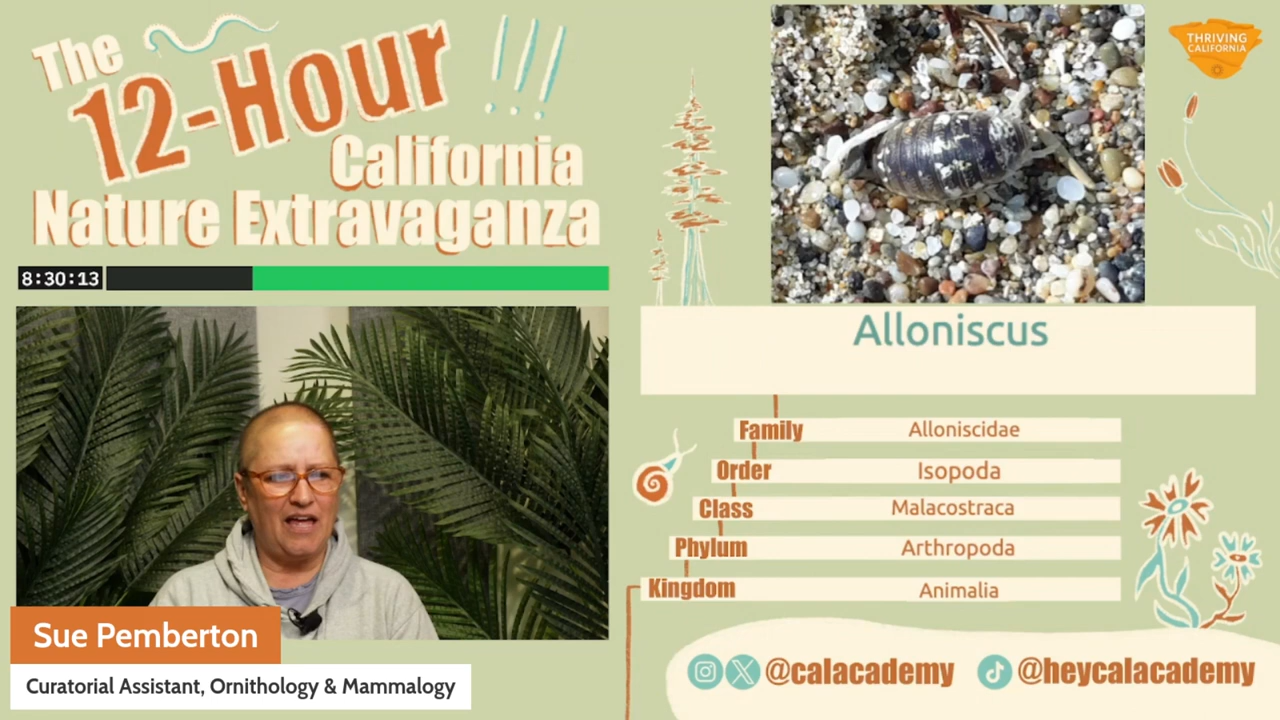 The
12-Hour !!!
California
Nature Extravaganza
8:30:13
Sue Pemberton
Curatorial Assistant, Ornithology & Mammalogy
THRIVING
CALIFORNIA
Alloniscus
Family Alloniscidae
Order Isopoda
Class Malacostraca
Phylum Arthropoda
Kingdom Animalia
@calacademy @heycalacademy